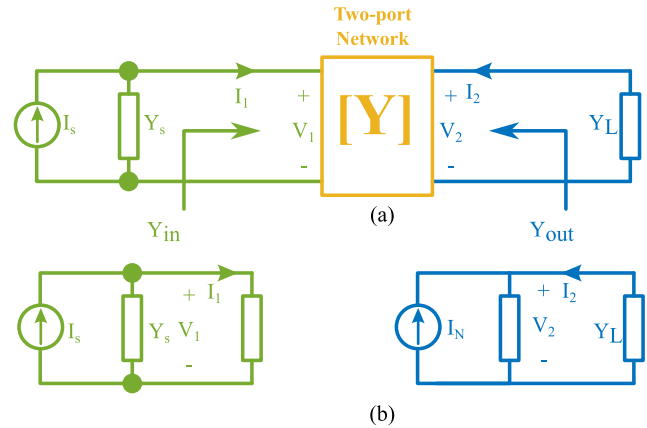 Two-port
Network
I1 + + I2
Is Ys V1 [Y] V2 YL
- -
(a)
Yin Yout
I1 I2
+ +
Is Ys V1 IN V2 YL
- -
(b)